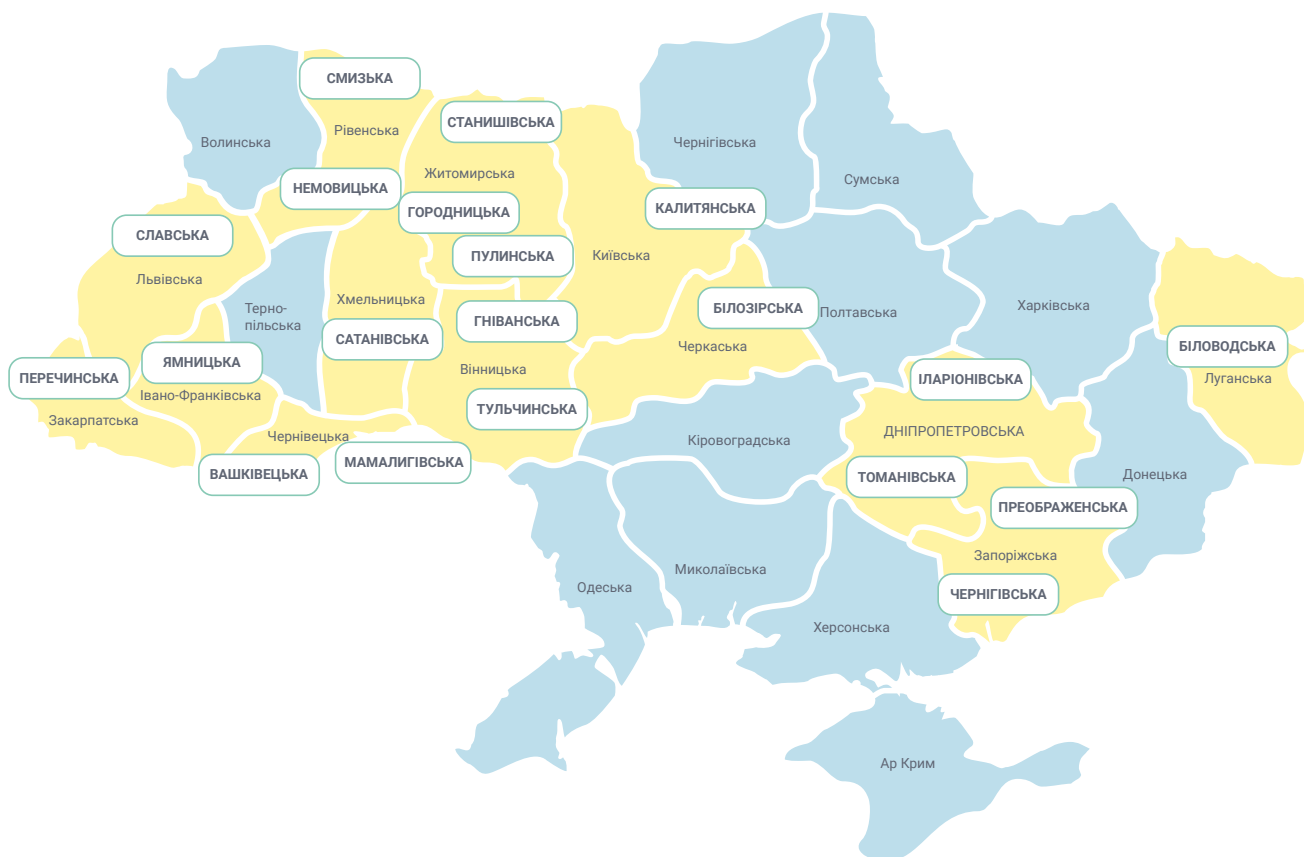 СМИЗЬКА
СТАНИШІВСЬКА
Рівенська
Волинська
Чернігівська
Житомирська
Сумська
НЕМОВИЦЬКА
ГОРОДНИЦЬКА
КАЛИТЯНСЬКА
СЛАВСЬКА
ПУЛИНСЬКА
Київська
Львівська
Хмельницька
Терно-
пільська
Харківська
БІЛОЗІРСЬКА
Полтавська
ГНІВАНСЬКА
САТАНІВСЬКА
Черкаська
БІЛОВОДСЬКА
ЯМНИЦЬКА
Вінницька
ПЕРЕЧИНСЬКА
ІЛАРІОНІВСЬКА
Луганська
Івано-Франківська
ТУЛЬЧИНСЬКА
Закарпатська
Чернівецька
ДНІПРОПЕТРОВСЬКА
Кіровоградська
МАМАЛИГІВСЬКА
ВАШКІВЕЦЬКА
ТОМАНІВСЬКА
Донецька
ПРЕОБРАЖЕНСЬКА
Запоріжська
Миколаївська
Одеська
ЧЕРНІГІВСЬКА
Херсонська
Ар Крим